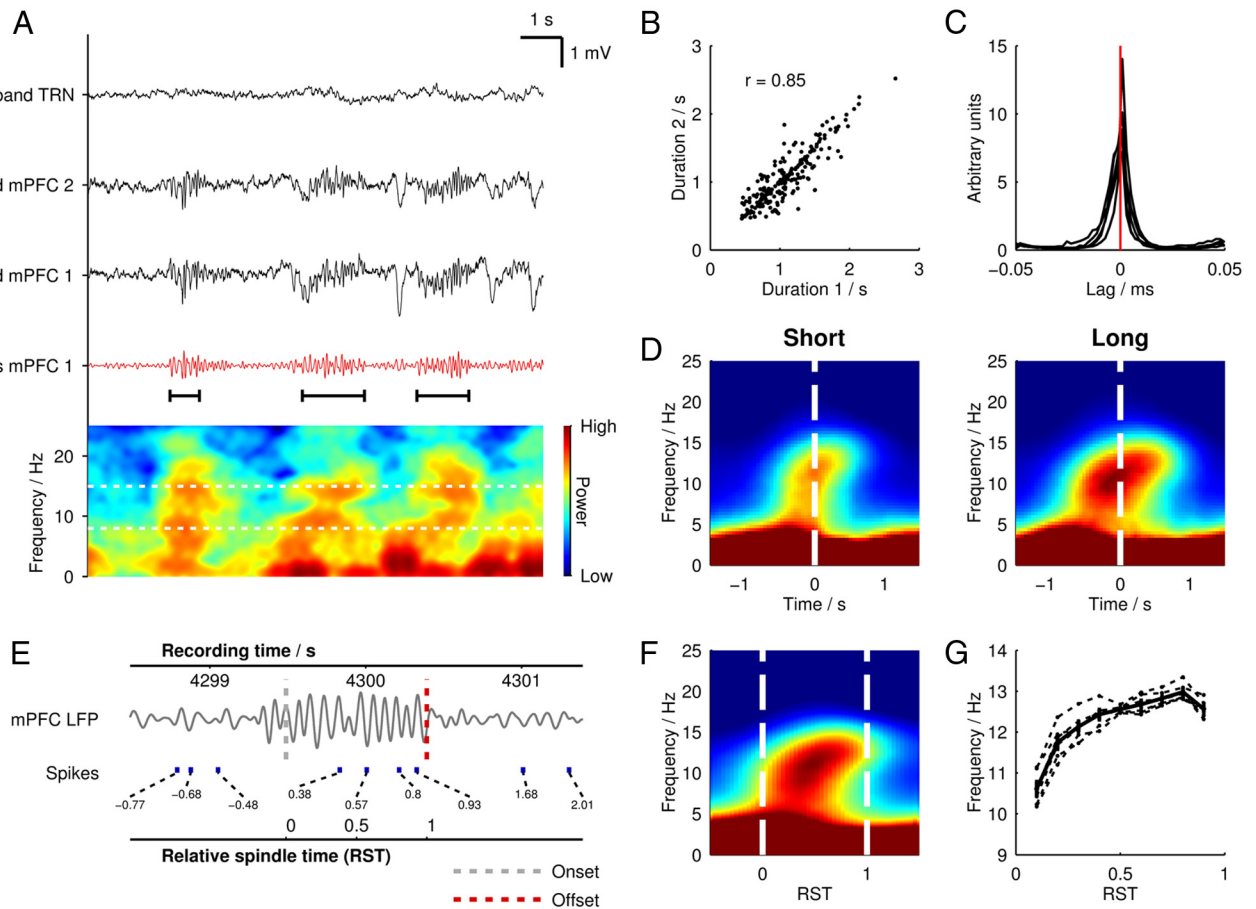 A
1 s
1 mV
band TRN
mPFC 2
mPFC 1
mPFC 1
High
Power
Low
20
10
0
Frequency / Hz
B
3
2
1
0
r = 0.85
Duration 2 / s
0
1
2
3
Duration 1 / s
C
15
10
5
0
Arbitrary units
−0.05
0
0.05
Lag / ms
D
Short
Long
25
20
15
10
5
0
Frequency / Hz
−1
0
1
Time / s
25
20
15
10
5
0
Frequency / Hz
−1
0
1
Time / s
E
Recording time / s
4299
4300
4301
mPFC LFP
Spikes
−0.77
−0.68
−0.48
0.38
0.57
0.8
0.93
1.68
2.01
0
0.5
1
Relative spindle time (RST)
Onset
Offset
F
25
20
15
10
5
0
Frequency / Hz
0
1
RST
G
14
13
12
11
10
9
Frequency / Hz
0
0.5
1
RST